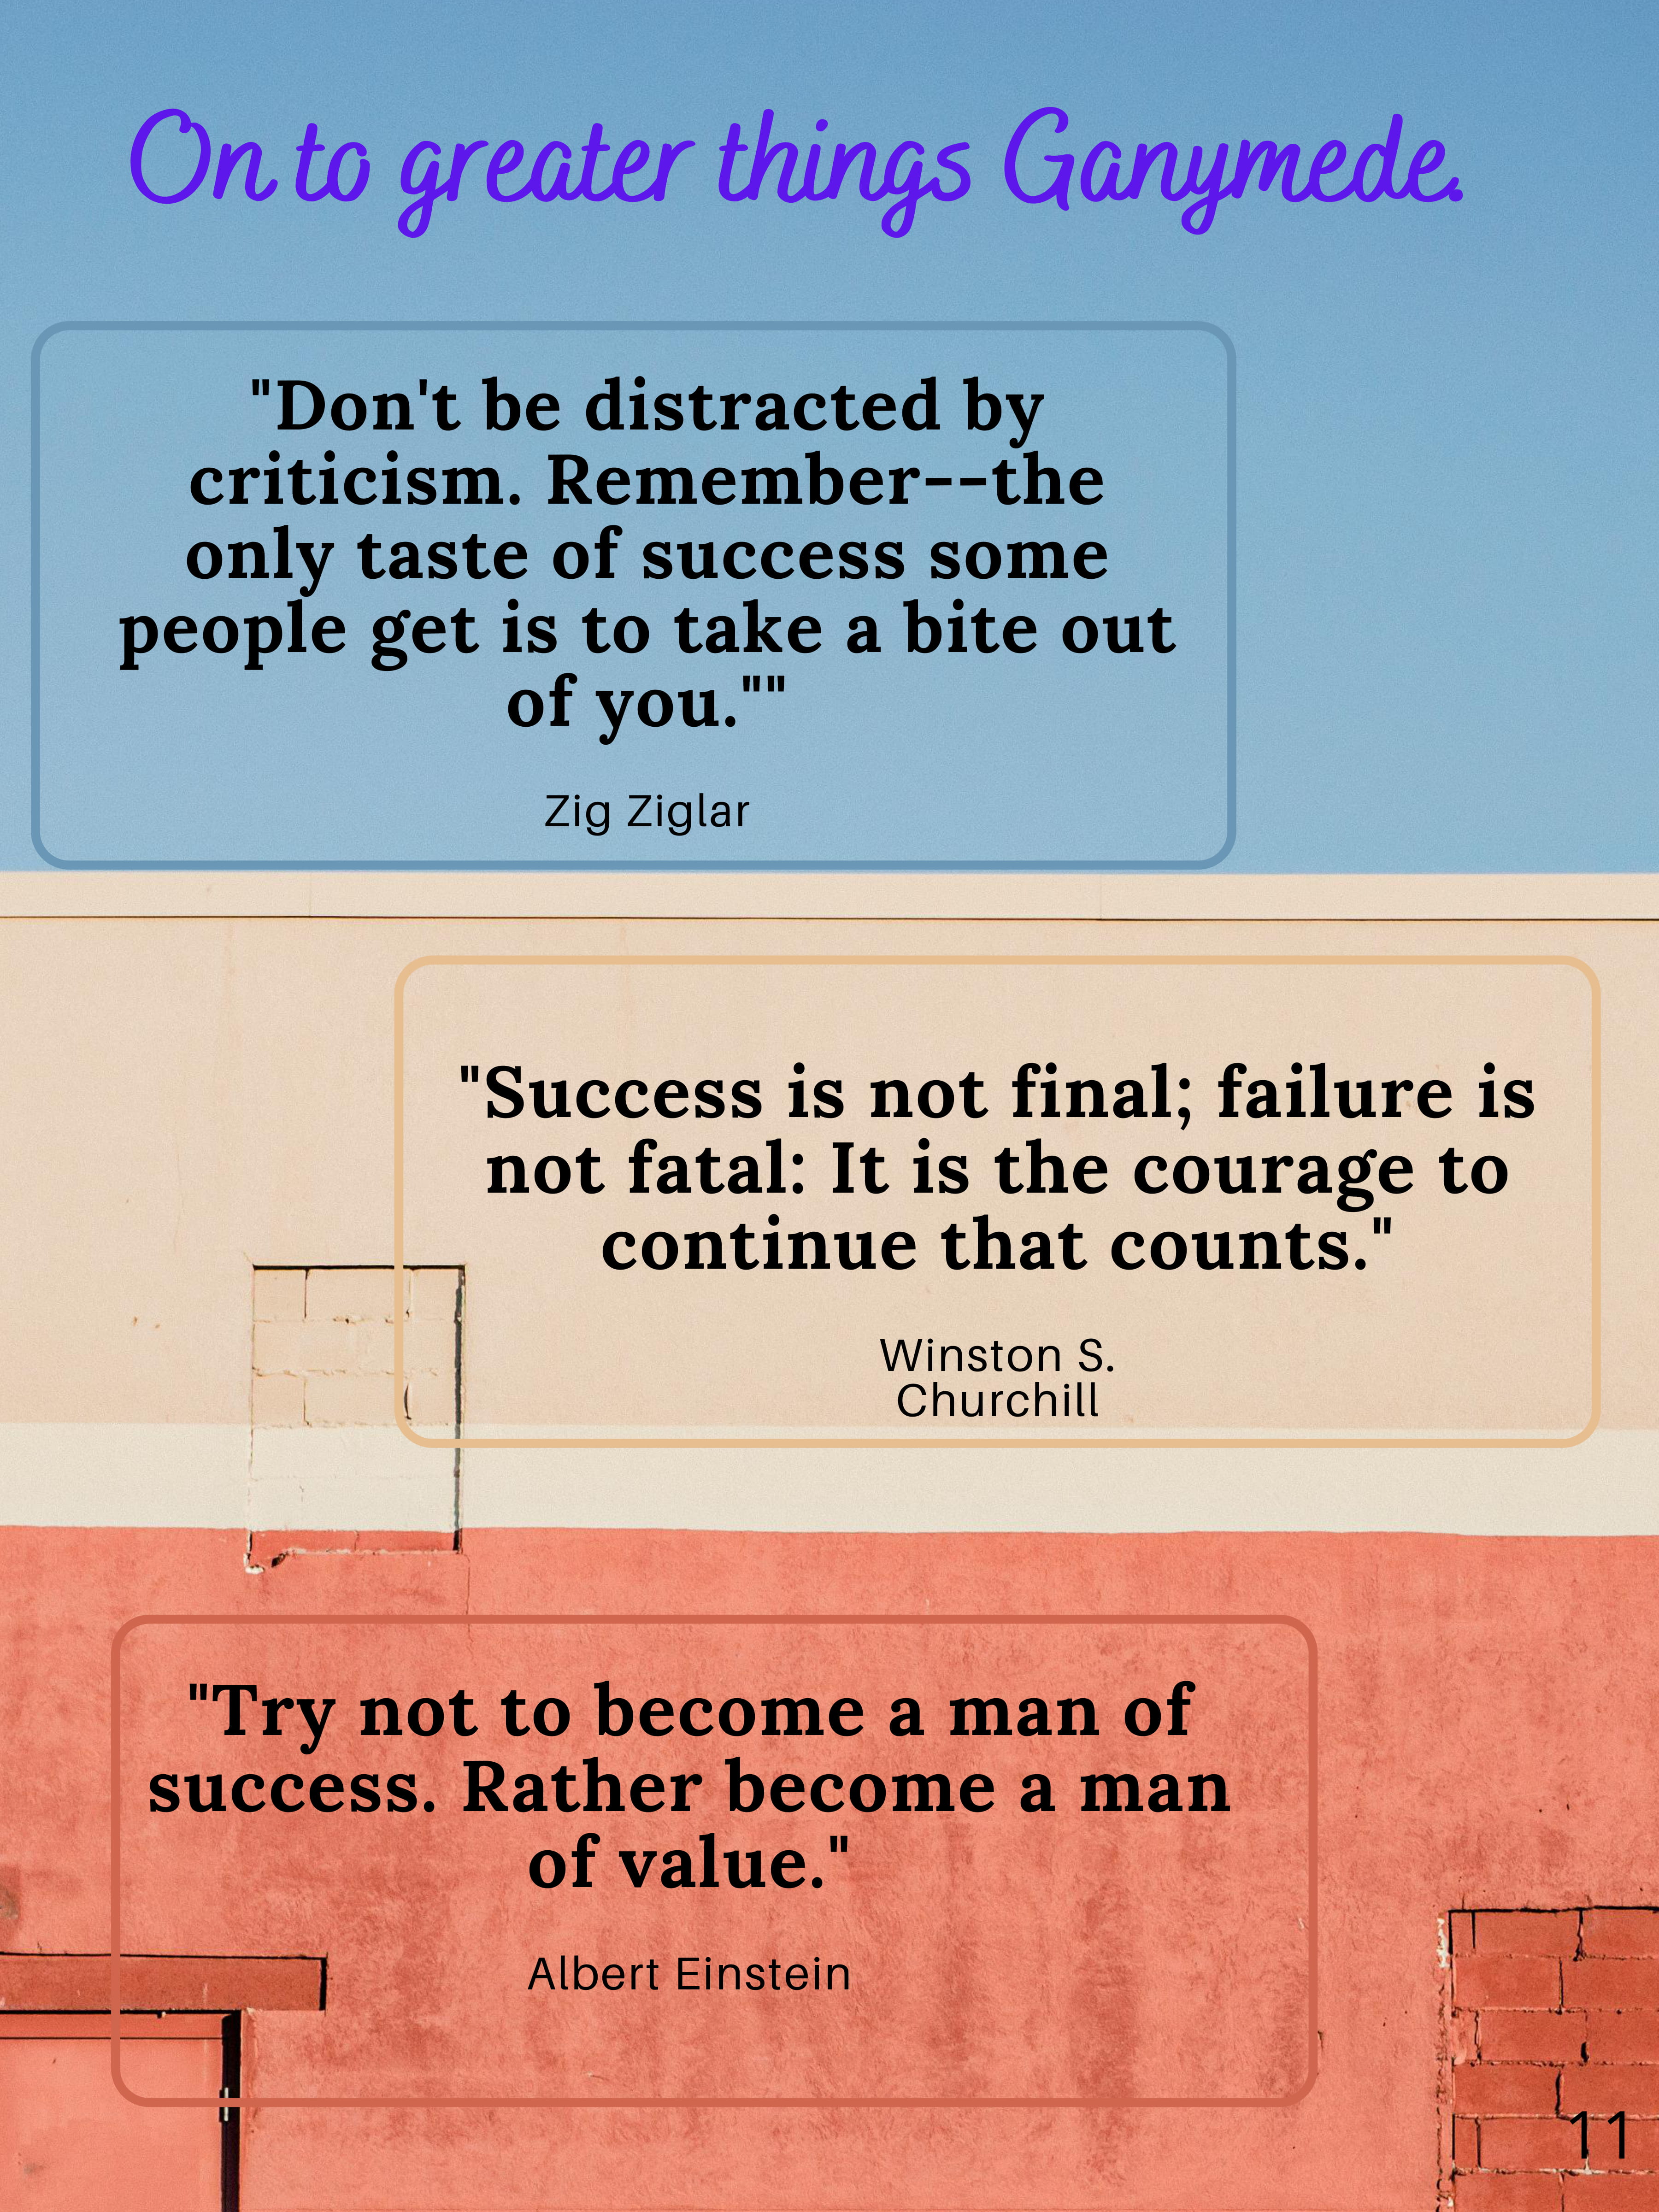 On to greater things Ganymede.
"Don't be distracted by
criticism. Remember--the
only taste of success some
people get is to take a bite out
of you.""
Zig Ziglar
"Success is not final; failure is
not fatal: It is the courage to
continue that counts."
Winston S.
Churchill
"Try not to become a man of
success. Rather become a man
of value."
Albert Einstein
11